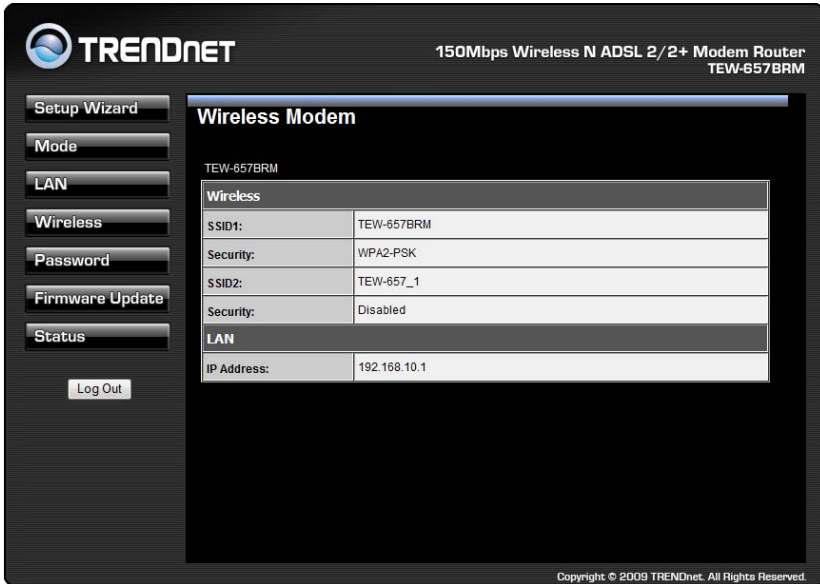 TRENDNET
150Mbps Wireless N ADSL 2/2+ Modem Router
TEW-657BRM
Setup Wizard
Mode
LAN
Wireless
Password
Firmware Update
Status
Log Out
Wireless Modem
TEW-657BRM
Wireless
SSID1: TEW-657BRM
Security: WPA2-PSK
SSID2: TEW-657_1
Security: Disabled
LAN
IP Address: 192.168.10.1
Copyright © 2009 TRENDnet. All Rights Reserved.